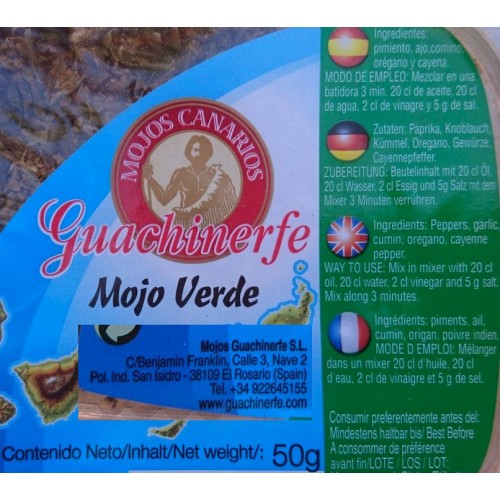 MOJOS CANARIOS
Guachinerfe
Mojo Verde
Mojos Guachinerfe S.L.
C/Benjamin Franklin, Calle 3, Nave 2
Pol. Ind. San Isidro - 38109 El Rosario (Spain)
Tel. +34 922645155
www.guachinerfe.com
Contenido Neto/Inhalt/Net weight/: 50g
Ingredientes:
pimiento, ajo,comino,
orégano y cayena.
MODO DE EMPLEO: Mezclar en una
batidora 3 min. 20 cl de aceite, 20 cl
de agua, 2 cl de vinagre y 5 g de sal.
Zutaten: Paprika, Knoblauch,
Kümmel, Oregano, Gewürze,
Cayennepfeffer.
ZUBEREITUNG: Beutelinhalt mit 20 cl Öl,
20 cl Wasser, 2 cl Essig und 5g Salz mit dem
Mixer 3 Minuten verrühren.
Ingredients: Peppers, garlic,
cumin, oregano, cayenne
pepper.
WAY TO USE: Mix in mixer with 20 cl
oil, 20 cl water, 2 cl vinegar and 5 g salt.
Mix along 3 minutes.
Ingrédients: piments, ail,
cumin, origan, poivre indien,
MODE D EMPLOI: Mélanger
dans un mixer 20 cl d'huile, 20 cl
d'eau, 2 cl de vinaigre et 5 g de sel.
Consumir preferentemente antes del:
Mindestens haltbar bis/ Best Before
A consommer de préférence
avant fin/LOTE / LOS / LOT: